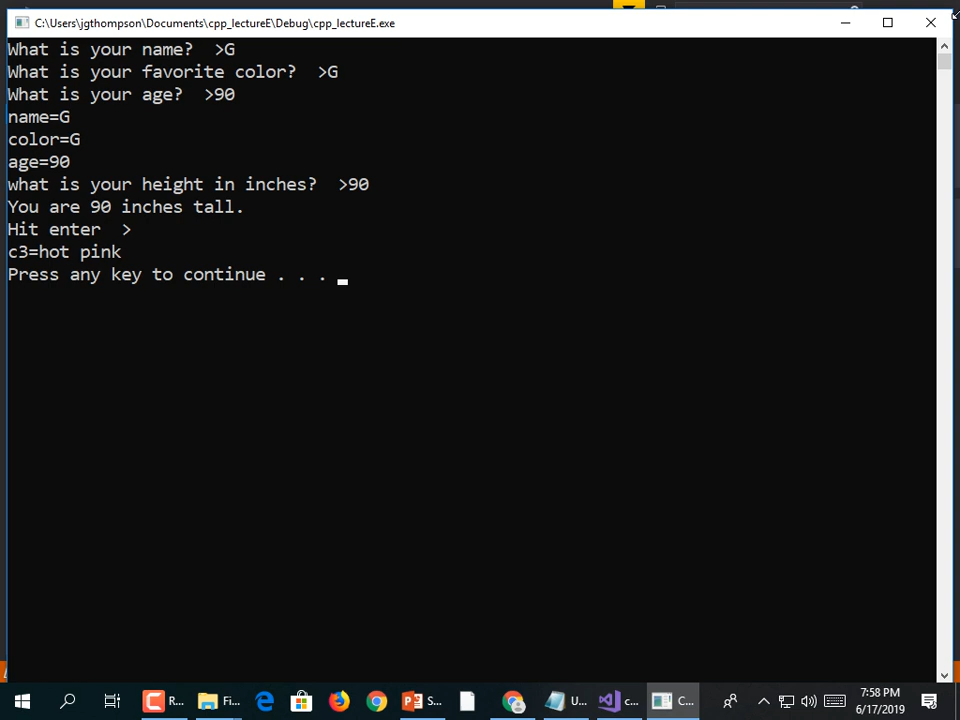 C:\Users\jgthompson\Documents\cpp_lectureE\Debug\cpp_lectureE.exe
What is your name?  >G
What is your favorite color?  >G
What is your age?  >90
name=G
color=G
age=90
what is your height in inches?  >90
You are 90 inches tall.
Hit enter  >
c3=hot pink
Press any key to continue . . .
R... Fi... S... U... c... C... 7:58 PM
6/17/2019